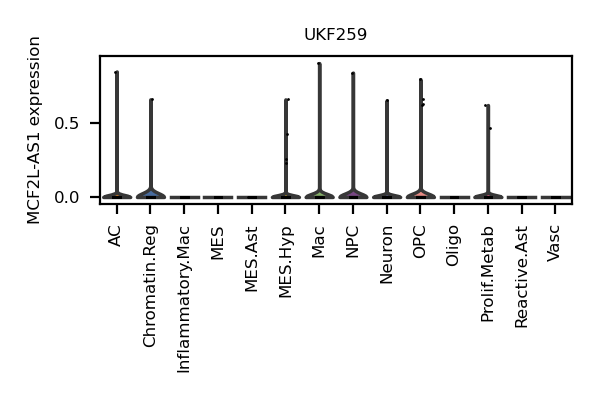 UKF259
MCF2L-AS1 expression
0.5
0.0
AC
Chromatin.Reg
Inflammatory.Mac
MES
MES.Ast
MES.Hyp
Mac
NPC
Neuron
OPC
Oligo
Prolif.Metab
Reactive.Ast
Vasc